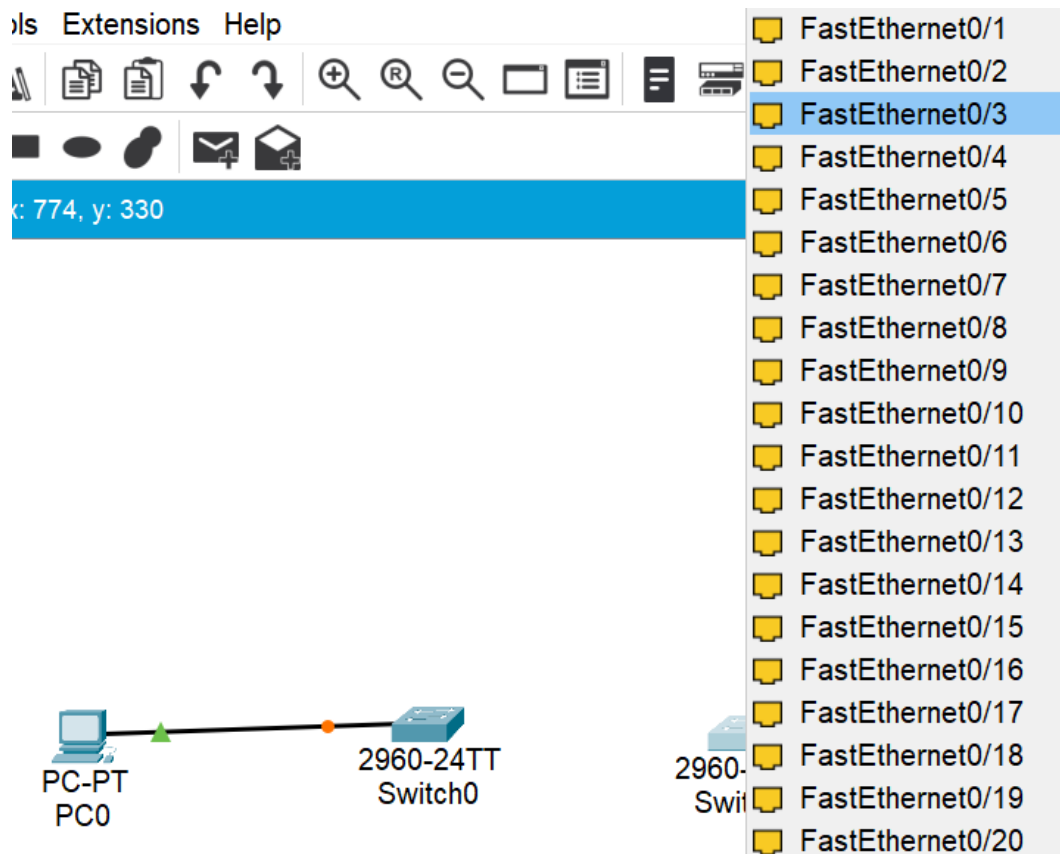 ols Extensions Help
x: 774, y: 330
FastEthernet0/1
FastEthernet0/2
FastEthernet0/3
FastEthernet0/4
FastEthernet0/5
FastEthernet0/6
FastEthernet0/7
FastEthernet0/8
FastEthernet0/9
FastEthernet0/10
FastEthernet0/11
FastEthernet0/12
FastEthernet0/13
FastEthernet0/14
FastEthernet0/15
FastEthernet0/16
FastEthernet0/17
FastEthernet0/18
FastEthernet0/19
FastEthernet0/20
PC-PT
PC0
2960-24TT
Switch0
2960-
Swit